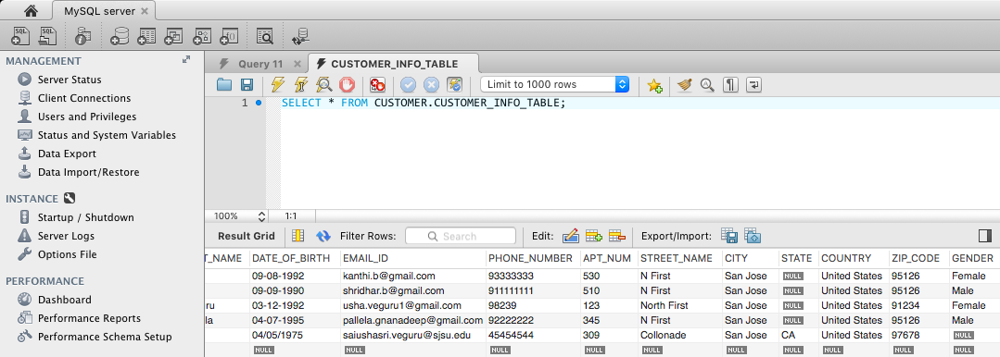 MySQL server
MANAGEMENT
Server Status
Client Connections
Users and Privileges
Status and System Variables
Data Export
Data Import/Restore
INSTANCE
Startup / Shutdown
Server Logs
Options File
PERFORMANCE
Dashboard
Performance Reports
Performance Schema Setup
Query 11 CUSTOMER_INFO_TABLE
Limit to 1000 rows
1 SELECT * FROM CUSTOMER.CUSTOMER_INFO_TABLE;
100% 1:1
Result Grid Filter Rows: Search Edit: Export/Import:
T_NAME DATE_OF_BIRTH EMAIL_ID PHONE_NUMBER APT_NUM STREET_NAME CITY STATE COUNTRY ZIP_CODE GENDER
09-08-1992 kanthi.b@gmail.com 93333333 530 N First San Jose NULL United States 95126 Female
09-09-1990 shridhar.b@gmail.com 911111111 510 N First San Jose NULL United States 95126 Male
ru 03-12-1992 usha.veguru1@gmail.com 98239 123 North First San Jose NULL United States 91234 Female
la 04-07-1995 pallela.gnanadeep@gmail.com 92222222 345 N First San Jose NULL United States 95126 Male
04/05/1975 saiushasri.veguru@sjsu.edu 45454544 309 Collonade San Jose CA United States 97678 NULL
NULL NULL NULL NULL NULL NULL NULL NULL NULL NULL